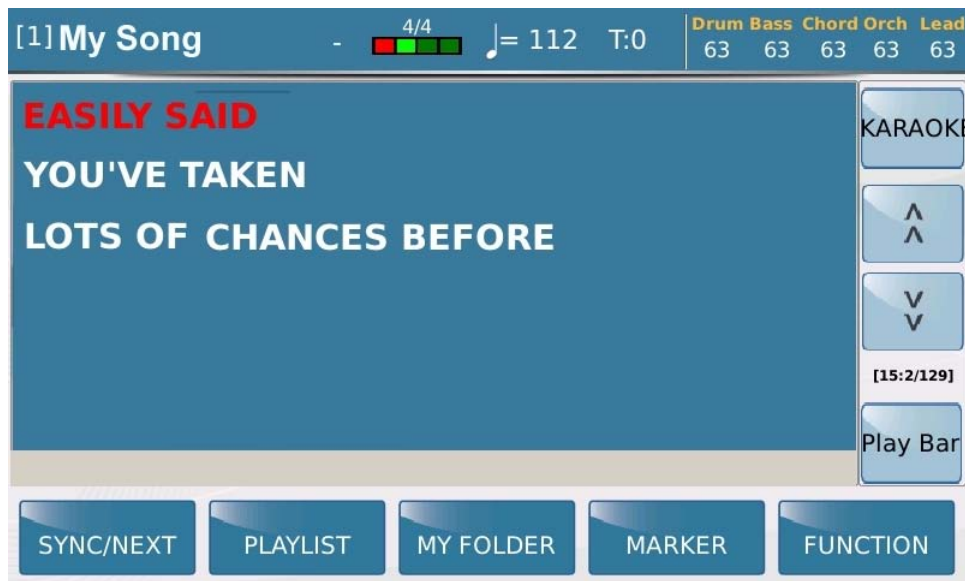 [1] My Song - 4/4 ♩= 112 T:0 Drum Bass Chord Orch Lead
63 63 63 63 63
EASILY SAID
YOU'VE TAKEN
LOTS OF CHANCES BEFORE
KARAOKE
[15:2/129]
Play Bar
SYNC/NEXT PLAYLIST MY FOLDER MARKER FUNCTION